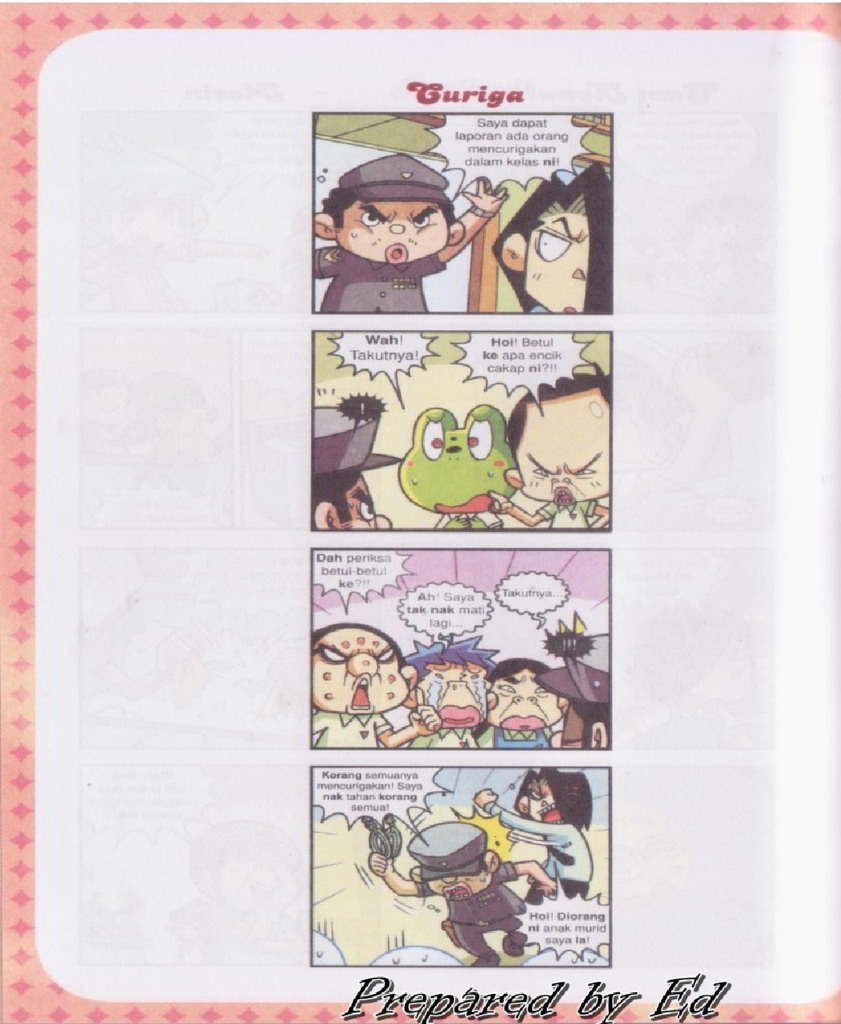 Curiga
Saya dapat
laporan ada orang
mencurigakan
dalam kelas ni!
Wah!
Takutnya!
Hoi! Betul
ke apa encik
cakap ni?!!
!
Dah periksa
betul-betul
ke?!!
Ah! Saya
tak nak mati
lagi...
Takutnya...
!!!
Korang semuanya
mencurigakan! Saya
nak tahan korang
semua!
Hoi! Diorang
ni anak murid
saya la!
Prepared by Ed